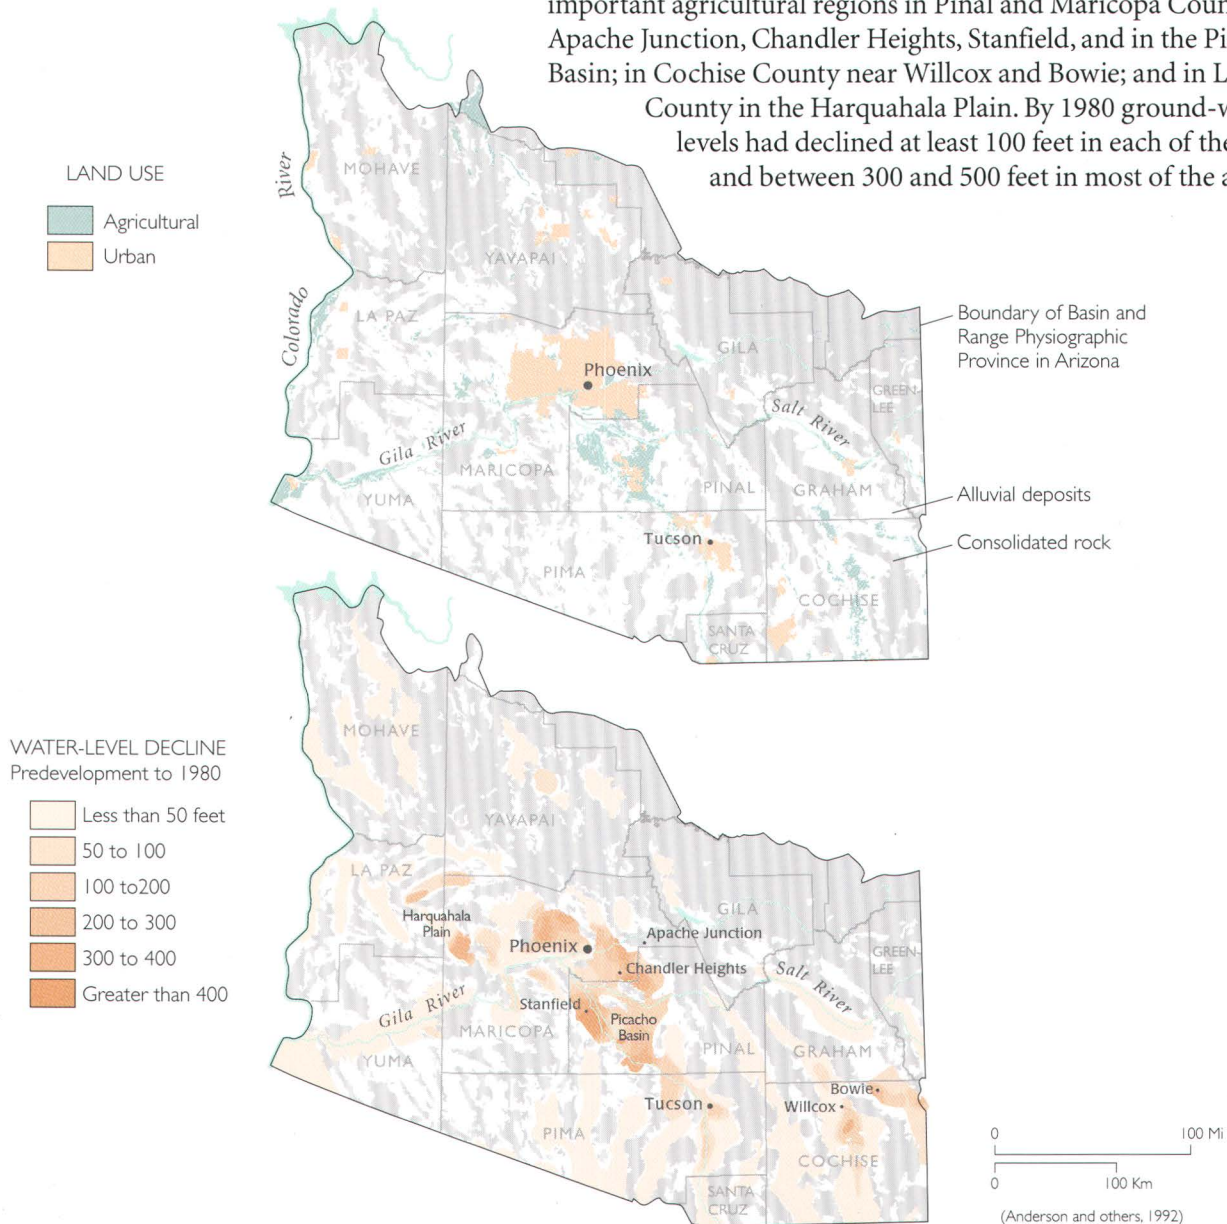 important agricultural regions in Pinal and Maricopa
Apache Junction, Chandler Heights, Stanfield, and in the
Basin; in Cochise County near Willcox and Bowie; and in
County in the Harquahala Plain. By 1980
levels had declined at least 100 feet in each of
and between 300 and 500 feet in most of the
LAND USE
Agricultural
Urban
River
Colorado
MOHAVE
YAVAPAI
LA PAZ
Phoenix
GILA
Boundary of Basin and
Range Physiographic
Province in Arizona
GREEN-
LEE
Salt River
Gila River
MARICOPA
YUMA
PINAL
GRAHAM
Alluvial deposits
Tucson
Consolidated rock
PIMA
COCHISE
SANTA
CRUZ
WATER-LEVEL DECLINE
Predevelopment to 1980
Less than 50 feet
50 to 100
100 to200
200 to 300
300 to 400
Greater than 400
MOHAVE
YAVAPAI
LA PAZ
Harquahala
Plain
GILA
Apache Junction
Phoenix
GREEN-
LEE
Chandler Heights
Salt River
Gila River
Stanfield
Picacho
Basin
MARICOPA
YUMA
PINAL
GRAHAM
Bowie
Willcox
Tucson
PIMA
COCHISE
SANTA
CRUZ
0 100 Mi
0 100 Km
(Anderson and others, 1992)